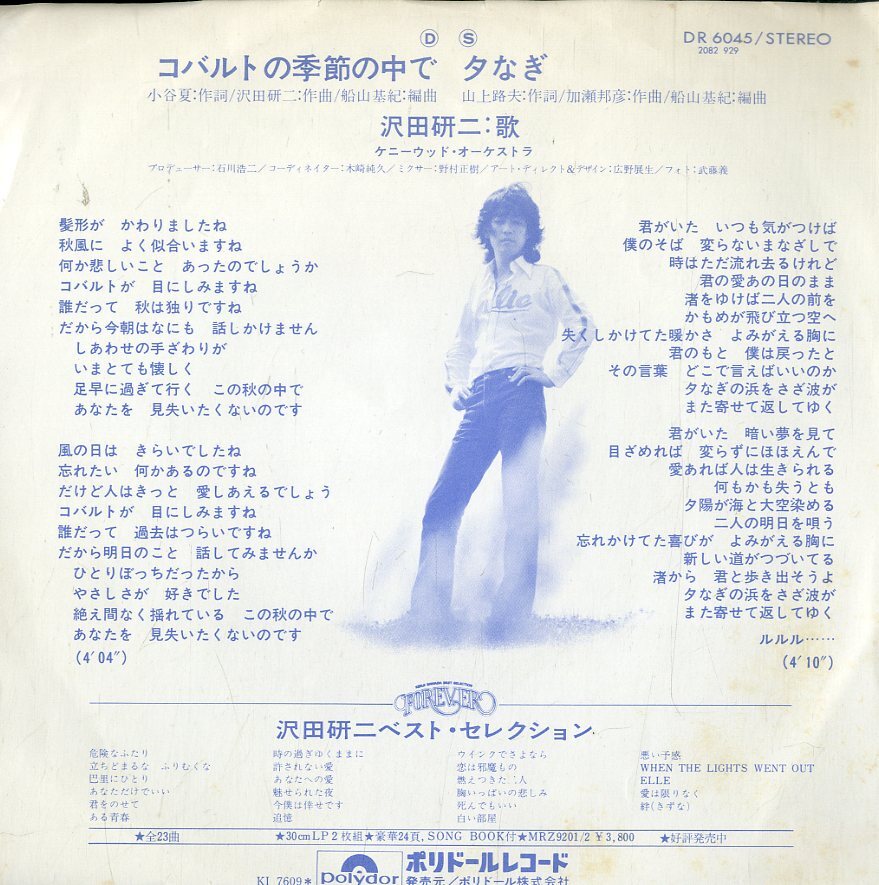 Ⓓ Ⓢ
DR 6045/STEREO
2082 929
コバルトの季節の中で 夕なぎ
小谷夏:作詞/沢田研二:作曲/船山基紀:編曲 山上路夫:作詞/加瀬邦彦:作曲/船山基紀:編曲
沢田研二:歌
ケニーウッド・オーケストラ
プロデューサー:石川浩二/コーディネイター:木崎純久/ミクサー:野村正樹/アート・ディレクト&デザイン:広野展生/フォト:武藤義
髪形が かわりましたね
秋風に よく似合いますね
何か悲しいこと あったのでしょうか
コバルトが 目にしみますね
誰だって 秋は独りですね
だから今朝はなにも 話しかけません
しあわせの手ざわりが
いまとても懐しく
足早に過ぎて行く この秋の中で
あなたを 見失いたくないのです
風の日は きらいでしたね
忘れたい 何かあるのですね
だけど人はきっと 愛しあえるでしょう
コバルトが 目にしみますね
誰だって 過去はつらいですね
だから明日のこと 話してみませんか
ひとりぼっちだったから
やさしさが 好きでした
絶え間なく揺れている この秋の中で
あなたを 見失いたくないのです
(4′04″)
君がいた いつも気がつけば
僕のそば 変らないまなざしで
時はただ流れ去るけれど
君の愛あの日のまま
渚をゆけば二人の前を
かもめが飛び立つ空へ
失くしかけてた暖かさ よみがえる胸に
君のもと 僕は戻ったと
その言葉 どこで言えばいいのか
夕なぎの浜をさざ波が
また寄せて返してゆく
君がいた 暗い夢を見て
目ざめれば 変らずにほほえんで
愛あれば人は生きられる
何もかも失うとも
夕陽が海と大空染める
二人の明日を唄う
忘れかけてた喜びが よみがえる胸に
新しい道がつづいてる
渚から 君と歩き出そうよ
夕なぎの浜をさざ波が
また寄せて返してゆく
ルルル……
(4′10″)
KENJI SAWADA BEST SELECTION
FOREVER
沢田研二ベスト・セレクション
危険なふたり
立ちどまるな ふりむくな
巴里にひとり
あなただけでいい
君をのせて
ある青春
時の過ぎゆくままに
許されない愛
あなたへの愛
魅せられた夜
今僕は倖せです
追憶
ウインクでさよなら
恋は邪魔もの
燃えつきた二人
胸いっぱいの悲しみ
死んでもいい
白い部屋
悪い予感
WHEN THE LIGHTS WENT OUT
ELLE
愛は限りなく
絆(きずな)
★全23曲 ★30cmLP2枚組★豪華24頁,SONG BOOK付★MRZ9201/2 ¥3,800 ★好評発売中
KI 7609* polydor ポリドールレコード
発売元/ポリドール株式会社